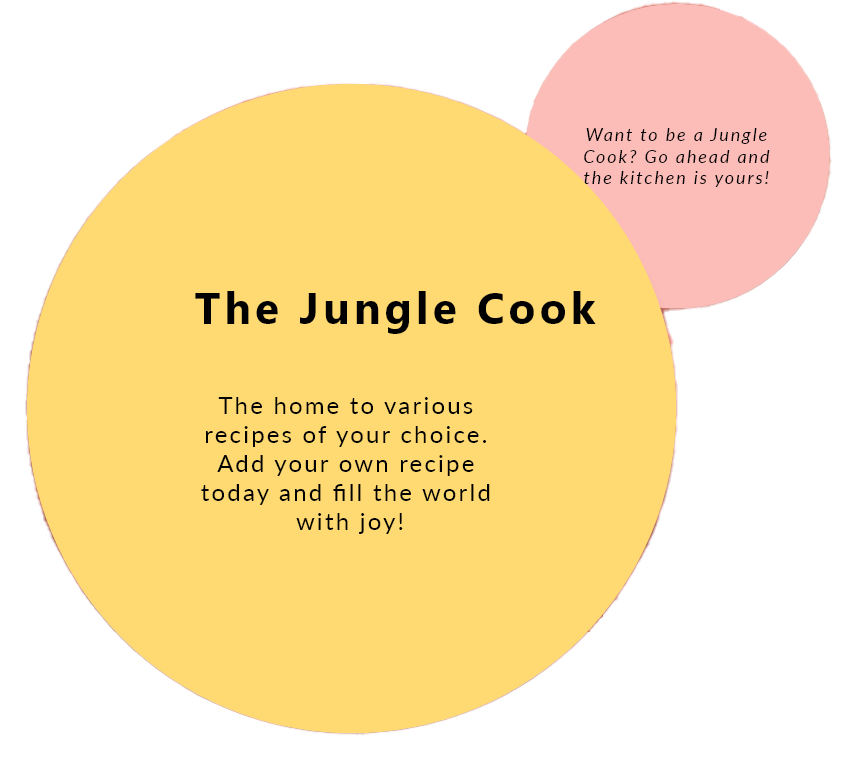 Want to be a Jungle
Cook? Go ahead and
the kitchen is yours!
The Jungle Cook
The home to various
recipes of your choice.
Add your own recipe
today and fill the world
with joy!